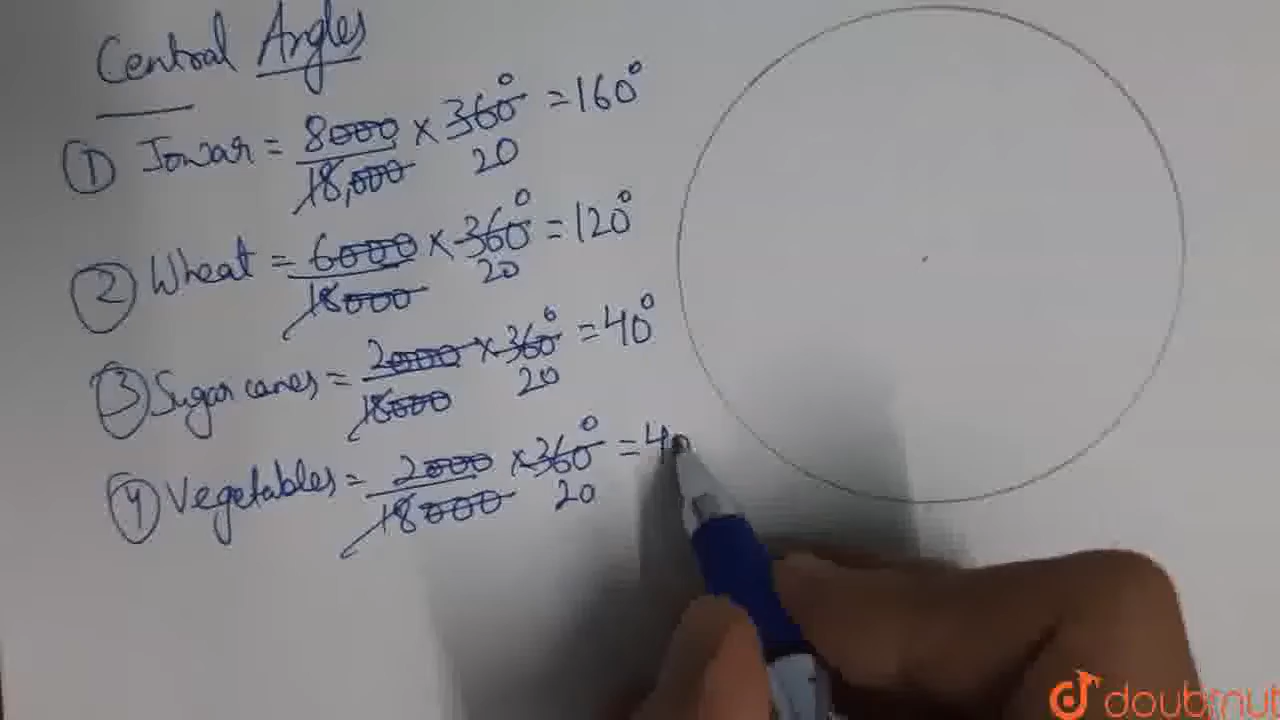 Central Angles
① Jowar = 8000/18,000 × 360° = 160°
20
② Wheat = 6000/18000 × 360° = 120°
20
③ Sugar canes = 2000/18000 × 360° = 40°
20
④ Vegetables = 2000/18000 × 360° = 40
20
doubtnut